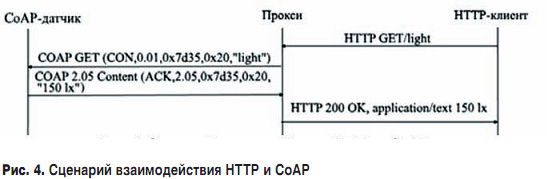 CoAP-датчик
Прокси
HTTP-клиент
HTTP GET/light
COAP GET (CON,0.01,0x7d35,0x20,"light")
COAP 2.05 Content (ACK,2.05,0x7d35,0x20,
"150 lx")
HTTP 200 OK, application/text 150 lx
Рис. 4. Сценарий взаимодействия HTTP и CoAP